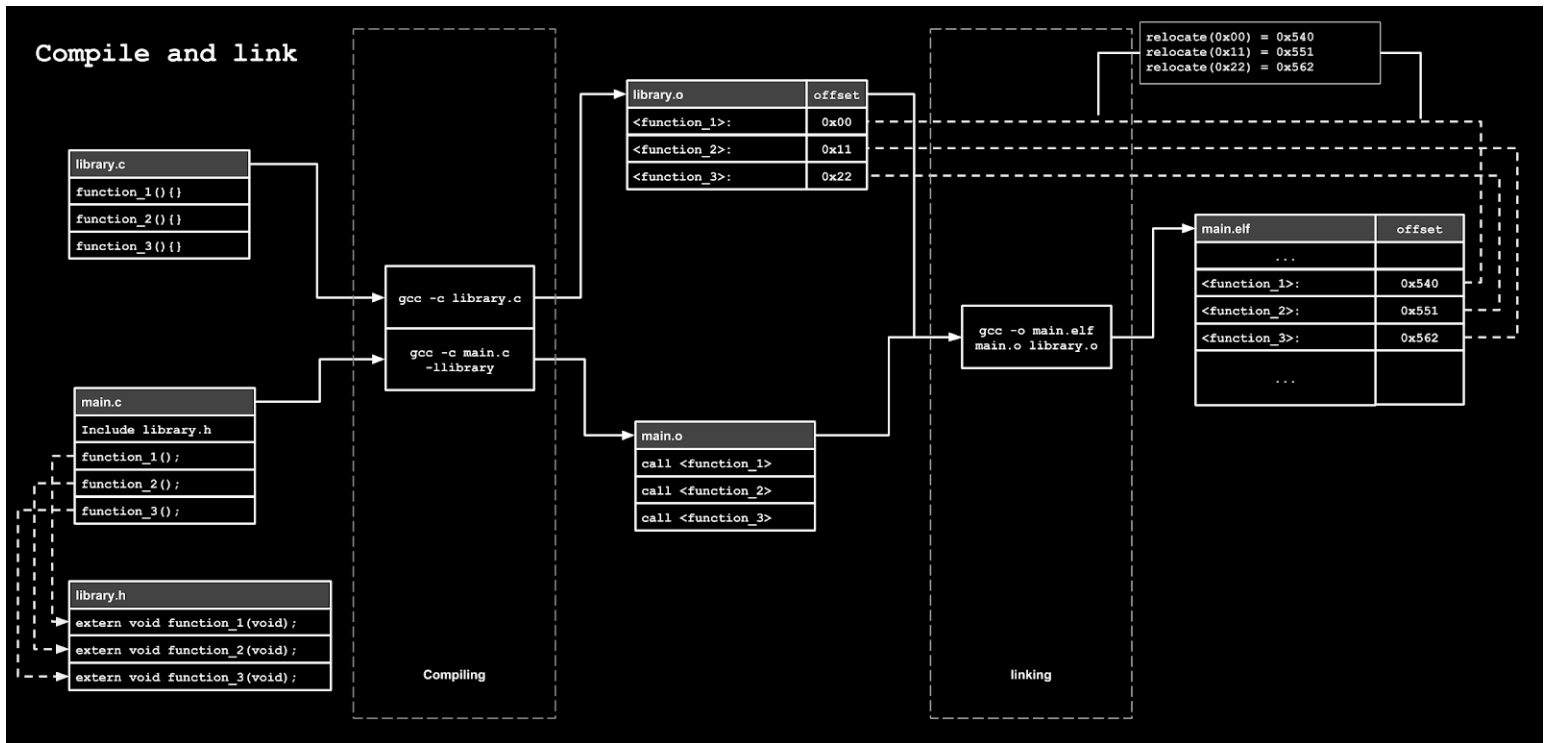 Compile and link
library.c
function_1(){}
function_2(){}
function_3(){}
main.c
Include library.h
function_1();
function_2();
function_3();
library.h
extern void function_1(void);
extern void function_2(void);
extern void function_3(void);
gcc -c library.c
gcc -c main.c
-llibrary
Compiling
library.o offset
<function_1>: 0x00
<function_2>: 0x11
<function_3>: 0x22
main.o
call <function_1>
call <function_2>
call <function_3>
gcc -o main.elf
main.o library.o
linking
relocate(0x00) = 0x540
relocate(0x11) = 0x551
relocate(0x22) = 0x562
main.elf offset
...
<function_1>: 0x540
<function_2>: 0x551
<function_3>: 0x562
...